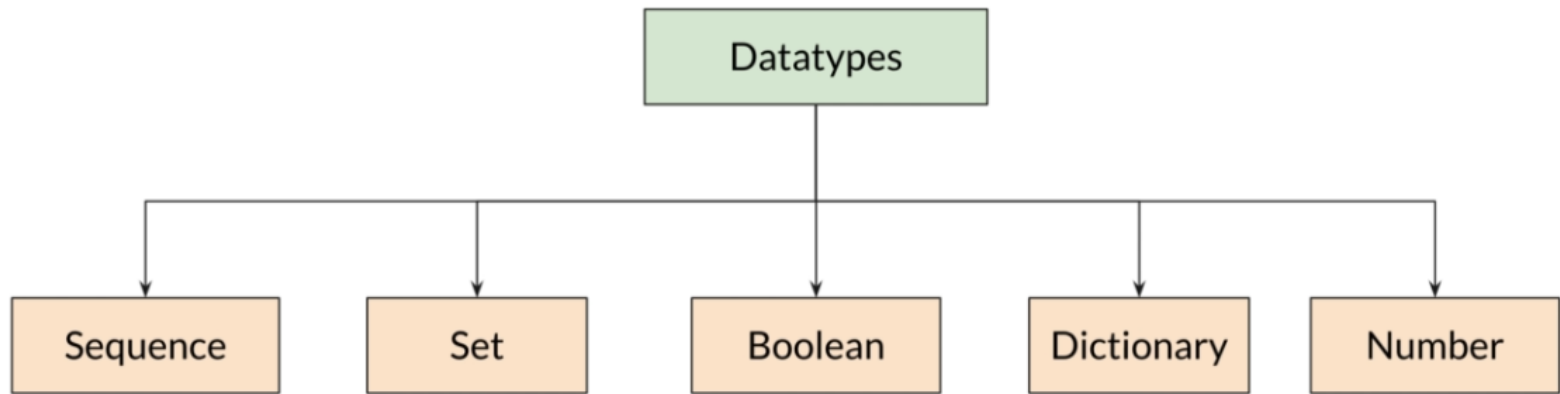 Datatypes
Sequence
Set
Boolean
Dictionary
Number